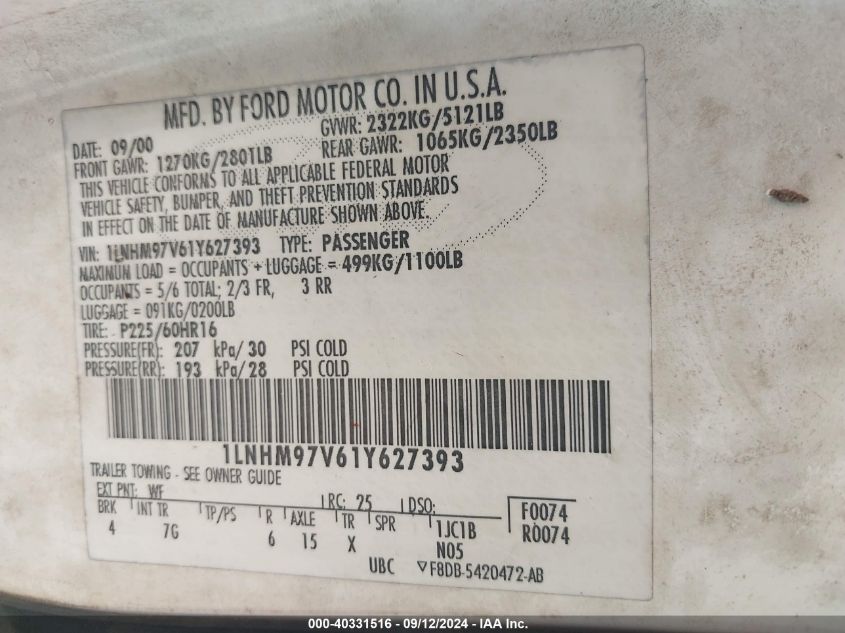 MFD. BY FORD MOTOR CO. IN U.S.A.
DATE: 09/00 GVWR: 2322KG/5121LB
FRONT GAWR: 1270KG/2801LB REAR GAWR: 1065KG/2350LB
THIS VEHICLE CONFORMS TO ALL APPLICABLE FEDERAL MOTOR
VEHICLE SAFETY, BUMPER, AND THEFT PREVENTION STANDARDS
IN EFFECT ON THE DATE OF MANUFACTURE SHOWN ABOVE.
VIN: 1LNHM97V61Y627393 TYPE: PASSENGER
MAXIMUM LOAD = OCCUPANTS + LUGGAGE = 499KG/1100LB
OCCUPANTS = 5/6 TOTAL; 2/3 FR, 3 RR
LUGGAGE = 091KG/0200LB
TIRE: P225/60HR16
PRESSURE(FR): 207 kPa/ 30 PSI COLD
PRESSURE(RR): 193 kPa/ 28 PSI COLD
1LNHM97V61Y627393
TRAILER TOWING - SEE OWNER GUIDE
EXT PNT: WF RC: 25 DSO: F0074
BRK INT TR TP/PS R AXLE TR SPR 1JC1B R0074
4 7G 6 15 X N05
UBC ▽F8DB-5420472-AB
000-40331516 - 09/12/2024 - IAA Inc.